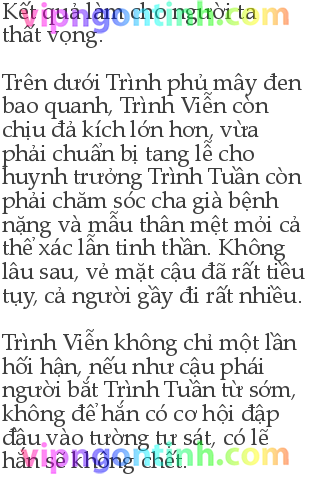 Kết quả làm cho người ta
vipngontinh.com
thất vọng.
Trên dưới Trình phủ mây đen
bao quanh, Trình Viễn còn
chịu đả kích lớn hơn, vừa
phải chuẩn bị tang lễ cho
huynh trưởng Trình Tuần còn
phải chăm sóc cha già bệnh
nặng và mẫu thân mệt mỏi cả
thể xác lẫn tinh thần. Không
lâu sau, vẻ mặt cậu đã rất tiều
tụy, cả người gầy đi rất nhiều.
Trình Viễn không chỉ một lần
hối hận, nếu như cậu phái
người bắt Trình Tuần từ sớm,
không để hắn có cơ hội đập
đầu vào tường tự sát, có lẽ
vipngontinh.com
hắn sẽ không chết.